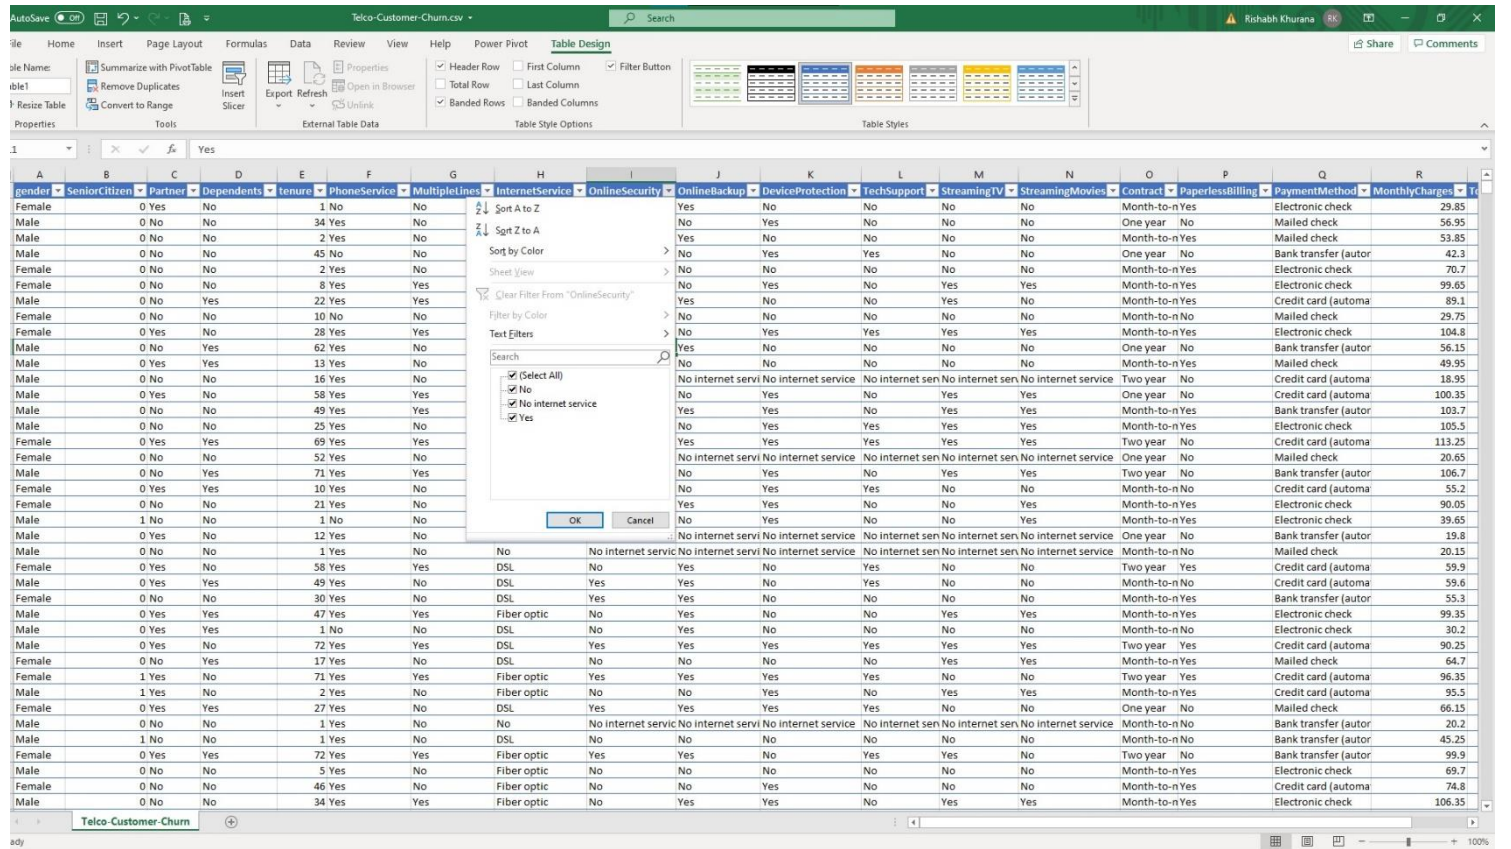 AutoSave Off Telco-Customer-Churn.csv Search Rishabh Khurana RK
ile Home Insert Page Layout Formulas Data Review View Help Power Pivot Table Design Share Comments
ble Name: Summarize with PivotTable Properties Header Row First Column Filter Button
able1 Remove Duplicates Insert Slicer Export Refresh Open in Browser Total Row Last Column
Resize Table Convert to Range Unlink Banded Rows Banded Columns
Properties Tools External Table Data Table Style Options Table Styles
.1 fx Yes
A B C D E F G H I J K L M N O P Q R
gender SeniorCitizen Partner Dependents tenure PhoneService MultipleLines InternetService OnlineSecurity OnlineBackup DeviceProtection TechSupport StreamingTV StreamingMovies Contract PaperlessBilling PaymentMethod MonthlyCharges To
Female 0 Yes No 1 No No Yes No No No No Month-to-n Yes Electronic check 29.85
Male 0 No No 34 Yes No No Yes No No No One year No Mailed check 56.95
Male 0 No No 2 Yes No Yes No No No No Month-to-n Yes Mailed check 53.85
Male 0 No No 45 No No No Yes Yes No No One year No Bank transfer (autor 42.3
Female 0 No No 2 Yes No No No No No No Month-to-n Yes Electronic check 70.7
Female 0 No No 8 Yes Yes No Yes No Yes Yes Month-to-n Yes Electronic check 99.65
Male 0 No Yes 22 Yes Yes Yes No No Yes No Month-to-n Yes Credit card (automa 89.1
Female 0 No No 10 No No No No No No No Month-to-n No Mailed check 29.75
Female 0 Yes No 28 Yes Yes No Yes Yes Yes Yes Month-to-n Yes Electronic check 104.8
Male 0 No Yes 62 Yes No Yes No No No No One year No Bank transfer (autor 56.15
Male 0 Yes Yes 13 Yes No No No No No No Month-to-n Yes Mailed check 49.95
Male 0 No No 16 Yes No No internet servi No internet service No internet ser No internet ser No internet service Two year No Credit card (automa 18.95
Male 0 Yes No 58 Yes Yes No Yes No Yes Yes One year No Credit card (automa 100.35
Male 0 No No 49 Yes Yes Yes Yes No Yes Yes Month-to-n Yes Bank transfer (autor 103.7
Male 0 No No 25 Yes No No Yes Yes Yes Yes Month-to-n Yes Electronic check 105.5
Female 0 Yes Yes 69 Yes Yes Yes Yes Yes Yes Yes Two year No Credit card (automa 113.25
Female 0 No No 52 Yes No No internet servi No internet service No internet ser No internet ser No internet service One year No Mailed check 20.65
Male 0 No Yes 71 Yes Yes No Yes No Yes Yes Two year No Bank transfer (autor 106.7
Female 0 Yes Yes 10 Yes No No Yes Yes No No Month-to-n No Credit card (automa 55.2
Female 0 No No 21 Yes No Yes Yes No No Yes Month-to-n Yes Electronic check 90.05
Male 1 No No 1 No No No Yes No No Yes Month-to-n Yes Electronic check 39.65
Male 0 Yes No 12 Yes No No internet servi No internet service No internet ser No internet ser No internet service One year No Bank transfer (autor 19.8
Sort A to Z
Sort Z to A
Sort by Color
Sheet View
Clear Filter From "OnlineSecurity"
Filter by Color
Text Filters
Search
(Select All)
No
No internet service
Yes
OK Cancel
Male 0 No No 1 Yes No No No internet servic No internet servi No internet service No internet ser No internet ser No internet service Month-to-n No Mailed check 20.15
Female 0 Yes No 58 Yes Yes DSL No Yes No Yes No No Two year Yes Credit card (automa 59.9
Male 0 Yes Yes 49 Yes No DSL Yes Yes No Yes No No Month-to-n No Credit card (automa 59.6
Female 0 No No 30 Yes No DSL Yes Yes No No No No Month-to-n Yes Bank transfer (autor 55.3
Male 0 Yes Yes 47 Yes Yes Fiber optic No Yes No No Yes Yes Month-to-n Yes Electronic check 99.35
Male 0 Yes Yes 1 No No DSL No Yes No No No No Month-to-n No Electronic check 30.2
Male 0 Yes No 72 Yes Yes DSL Yes Yes Yes Yes Yes Yes Two year Yes Credit card (automa 90.25
Female 0 No Yes 17 Yes No DSL No No No No Yes Yes Month-to-n Yes Mailed check 64.7
Female 1 Yes No 71 Yes Yes Fiber optic Yes Yes Yes Yes No No Two year Yes Credit card (automa 96.35
Male 1 Yes No 2 Yes No Fiber optic No No Yes No Yes Yes Month-to-n Yes Credit card (automa 95.5
Female 0 Yes Yes 27 Yes No DSL Yes Yes Yes Yes No No One year No Mailed check 66.15
Male 0 No No 1 Yes No No No internet servic No internet servi No internet service No internet ser No internet ser No internet service Month-to-n No Bank transfer (autor 20.2
Male 1 No No 1 Yes No DSL No No No No No No Month-to-n No Bank transfer (autor 45.25
Female 0 Yes Yes 72 Yes Yes Fiber optic Yes Yes No Yes Yes No Two year No Bank transfer (autor 99.9
Male 0 No No 5 Yes No Fiber optic No No No No No No Month-to-n Yes Electronic check 69.7
Female 0 No No 46 Yes No Fiber optic No No Yes No No No Month-to-n Yes Credit card (automa 74.8
Male 0 No No 34 Yes Yes Fiber optic No Yes Yes No Yes Yes Month-to-n Yes Electronic check 106.35
Telco-Customer-Churn
ady 100%